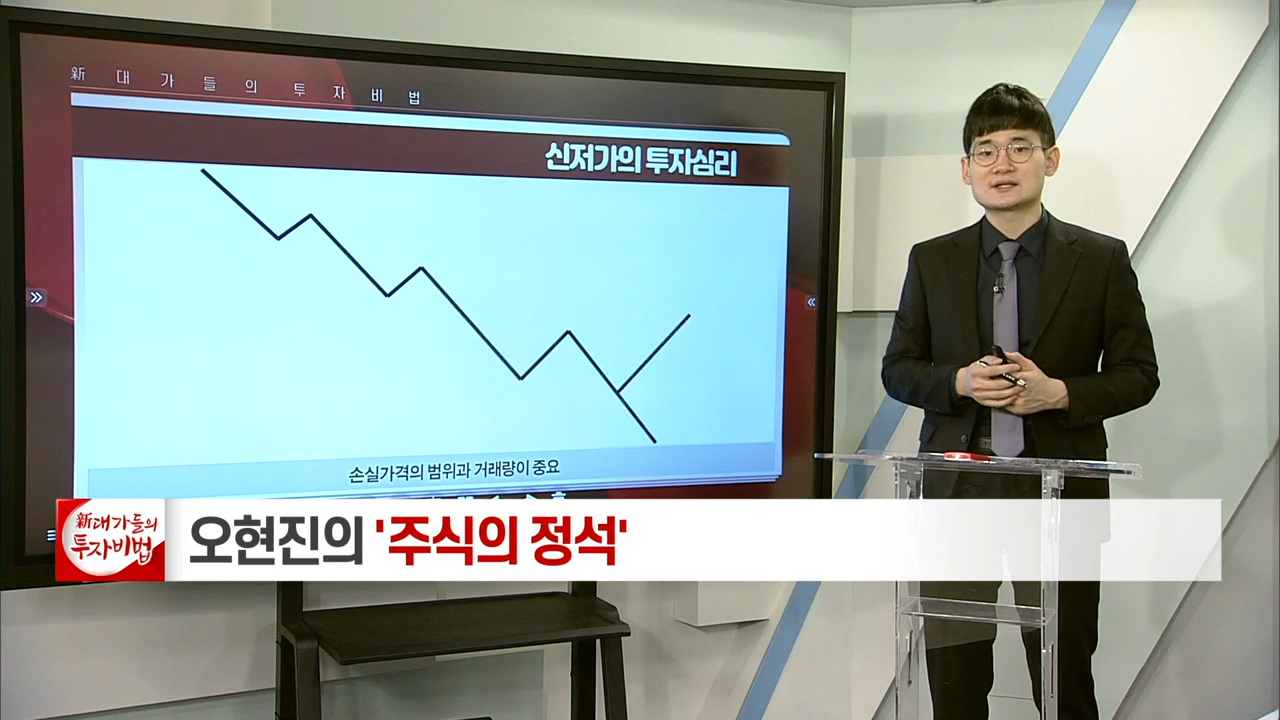 新 대 가 들 의 투 자 비 법
신저가의 투자심리
손실가격의 범위과 거래량이 중요
新대가들의
투자비법
오현진의 '주식의 정석'